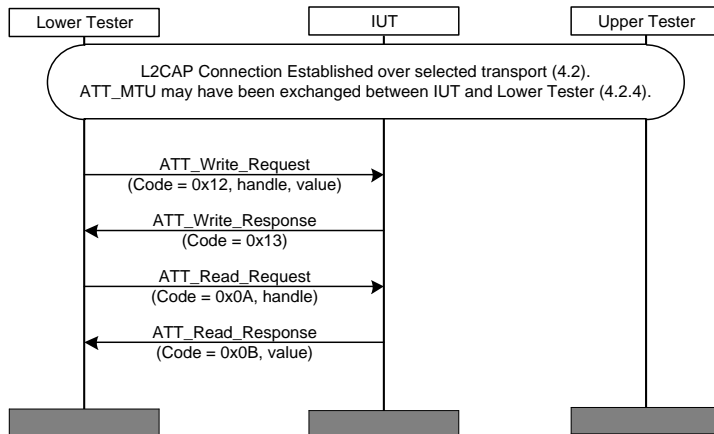 Lower Tester
IUT
Upper Tester
L2CAP Connection Established over selected transport (4.2).
ATT_MTU may have been exchanged between IUT and Lower Tester (4.2.4).
ATT_Write_Request
(Code = 0x12, handle, value)
ATT_Write_Response
(Code = 0x13)
ATT_Read_Request
(Code = 0x0A, handle)
ATT_Read_Response
(Code = 0x0B, value)